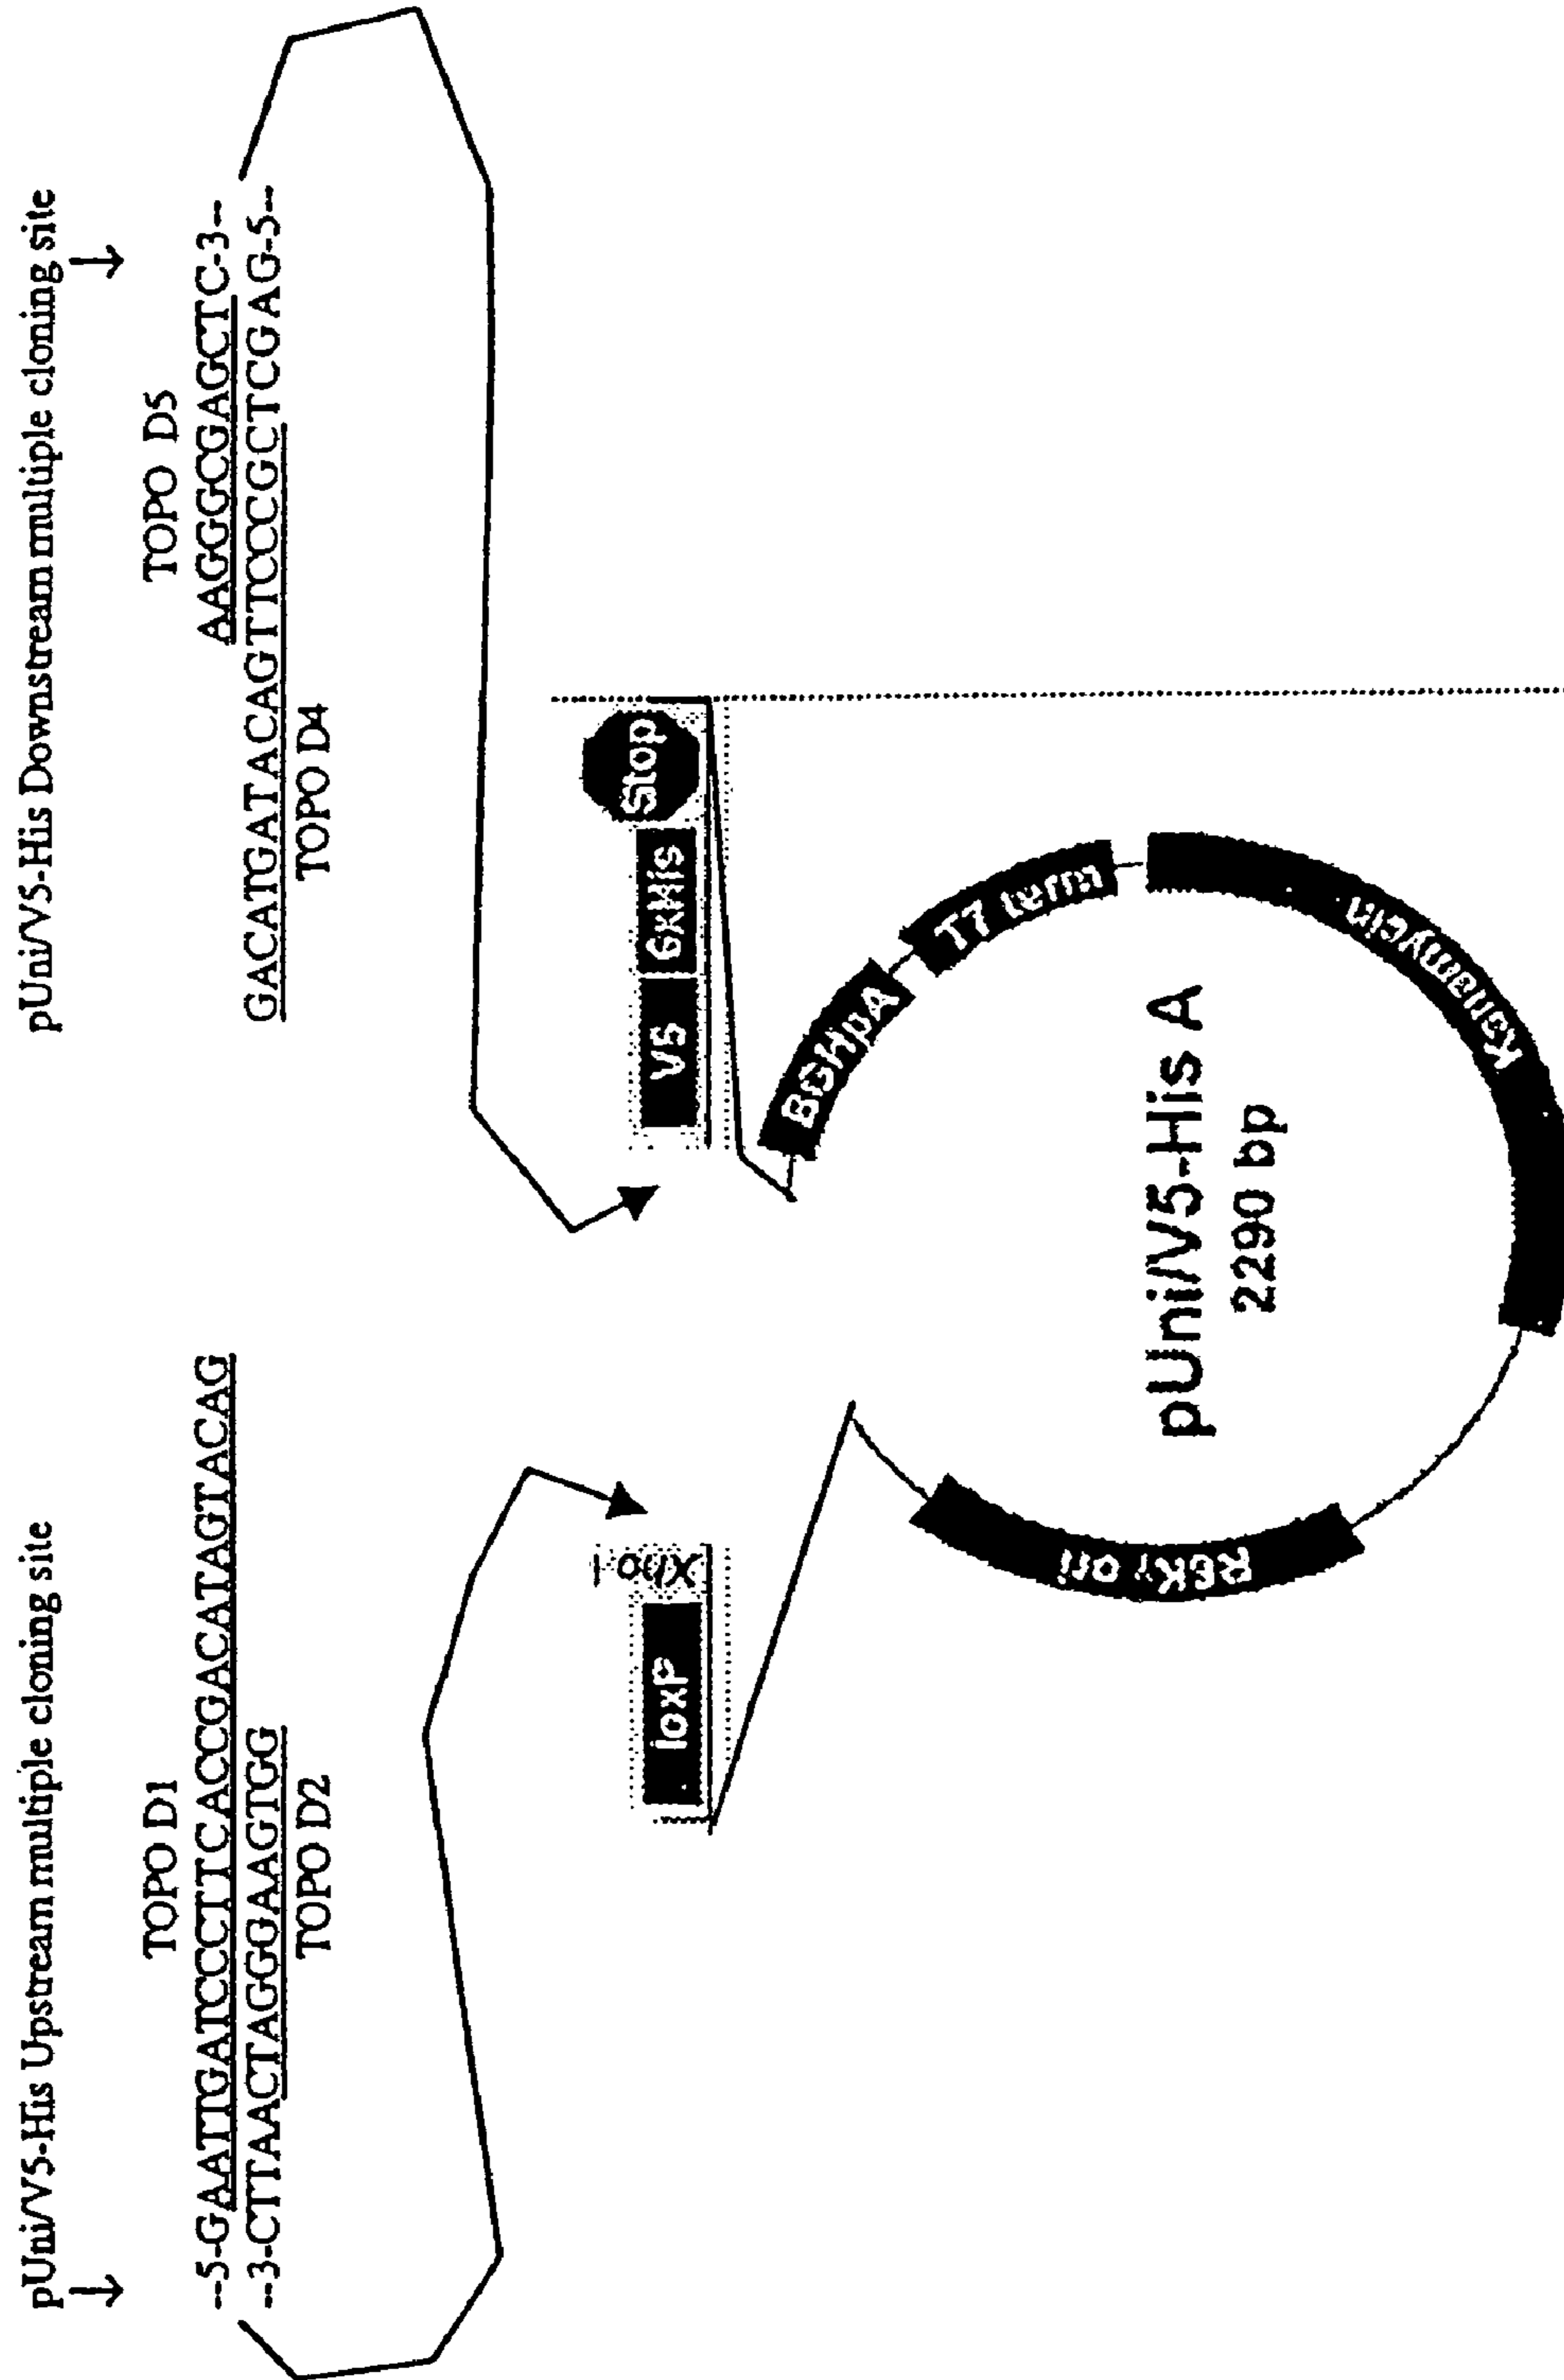 pUni/V5-His Upstream multiple cloning site
↓
TOPO D1
--5-GAATTGATCCCTTCACCGACATAGTACAG
--3-CTTAACTAGGGAAGTGG
TOPO D2
pUni/V5-His Downstream multiple cloning site
↓
TOPO D5
AAGGGCGAGCTC-3--
GACATGATACAGTTCCCGCTCGAG-5--
TOPO D4
loxP
Xho I
V5
6xHis
Stop
BGHpA
T7 term
Kanamycin
R6Kγ ori
pUni/V5-His A
2290 bp